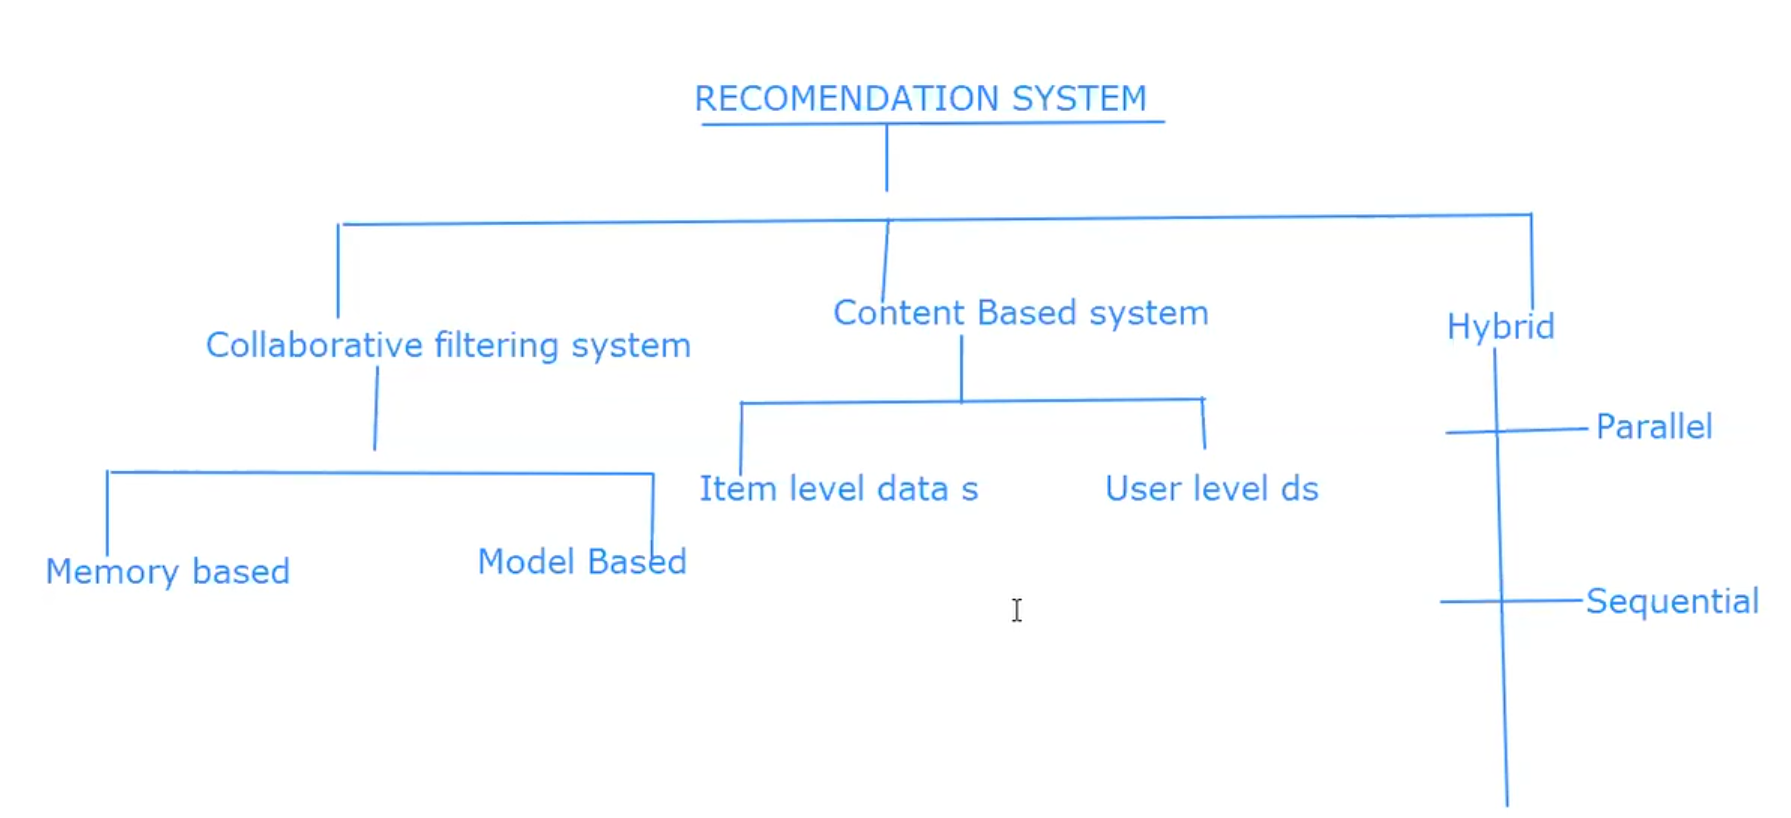 RECOMENDATION SYSTEM
Collaborative filtering system
Content Based system
Hybrid
Parallel
Item level data s
User level ds
Memory based
Model Based
Sequential